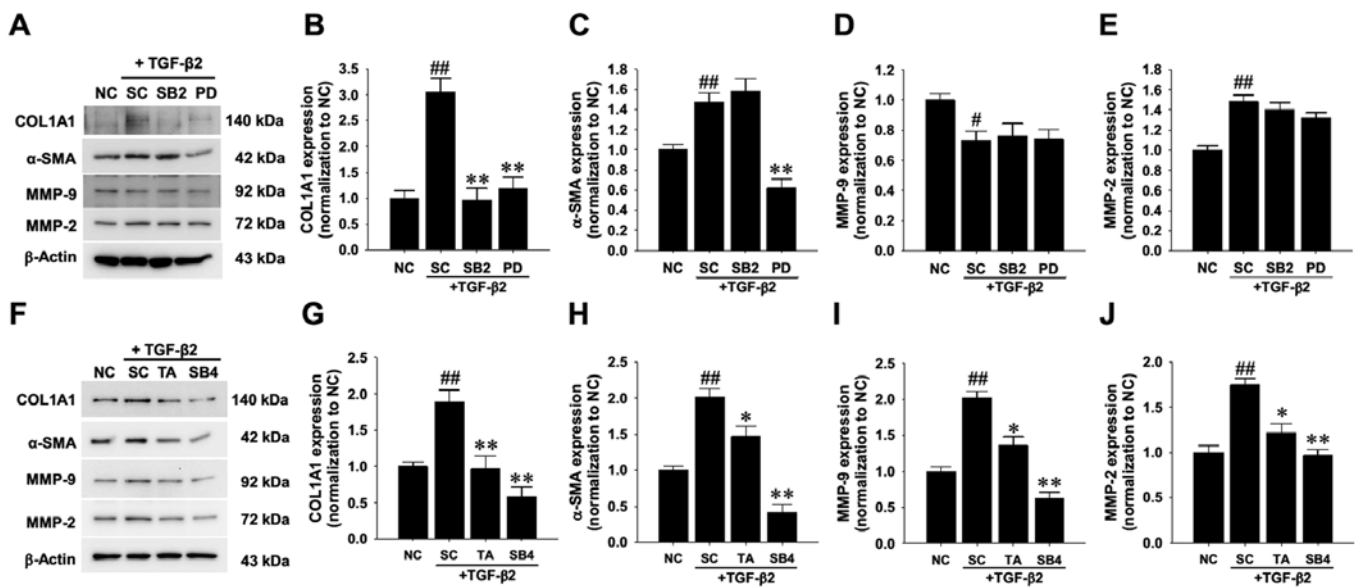 A
+ TGF-β2
NC SC SB2 PD
COL1A1 140 kDa
α-SMA 42 kDa
MMP-9 92 kDa
MMP-2 72 kDa
β-Actin 43 kDa
B
COL1A1 expression
(normalization to NC)
3.5
3.0
2.5
2.0
1.5
1.0
0.5
0.0
##
**
**
NC SC SB2 PD
+TGF-β2
C
α-SMA expression
(normalization to NC)
1.8
1.6
1.4
1.2
1.0
0.8
0.6
0.4
0.2
0.0
##
**
NC SC SB2 PD
+TGF-β2
D
MMP-9 expression
(normalization to NC)
1.2
1.0
0.8
0.6
0.4
0.2
0.0
#
NC SC SB2 PD
+TGF-β2
E
MMP-2 expression
(normalization to NC)
1.8
1.6
1.4
1.2
1.0
0.8
0.6
0.4
0.2
0.0
##
NC SC SB2 PD
+TGF-β2
F
+ TGF-β2
NC SC TA SB4
COL1A1 140 kDa
α-SMA 42 kDa
MMP-9 92 kDa
MMP-2 72 kDa
β-Actin 43 kDa
G
COL1A1 expression
(normalization to NC)
2.5
2.0
1.5
1.0
0.5
0.0
##
**
**
NC SC TA SB4
+TGF-β2
H
α-SMA expression
(normalization to NC)
2.5
2.0
1.5
1.0
0.5
0.0
##
*
**
NC SC TA SB4
+TGF-β2
I
MMP-9 expression
(normalization to NC)
2.5
2.0
1.5
1.0
0.5
0.0
##
*
**
NC SC TA SB4
+TGF-β2
J
MMP-2 expression
(normalization to NC)
2.0
1.5
1.0
0.5
0.0
##
*
**
NC SC TA SB4
+TGF-β2